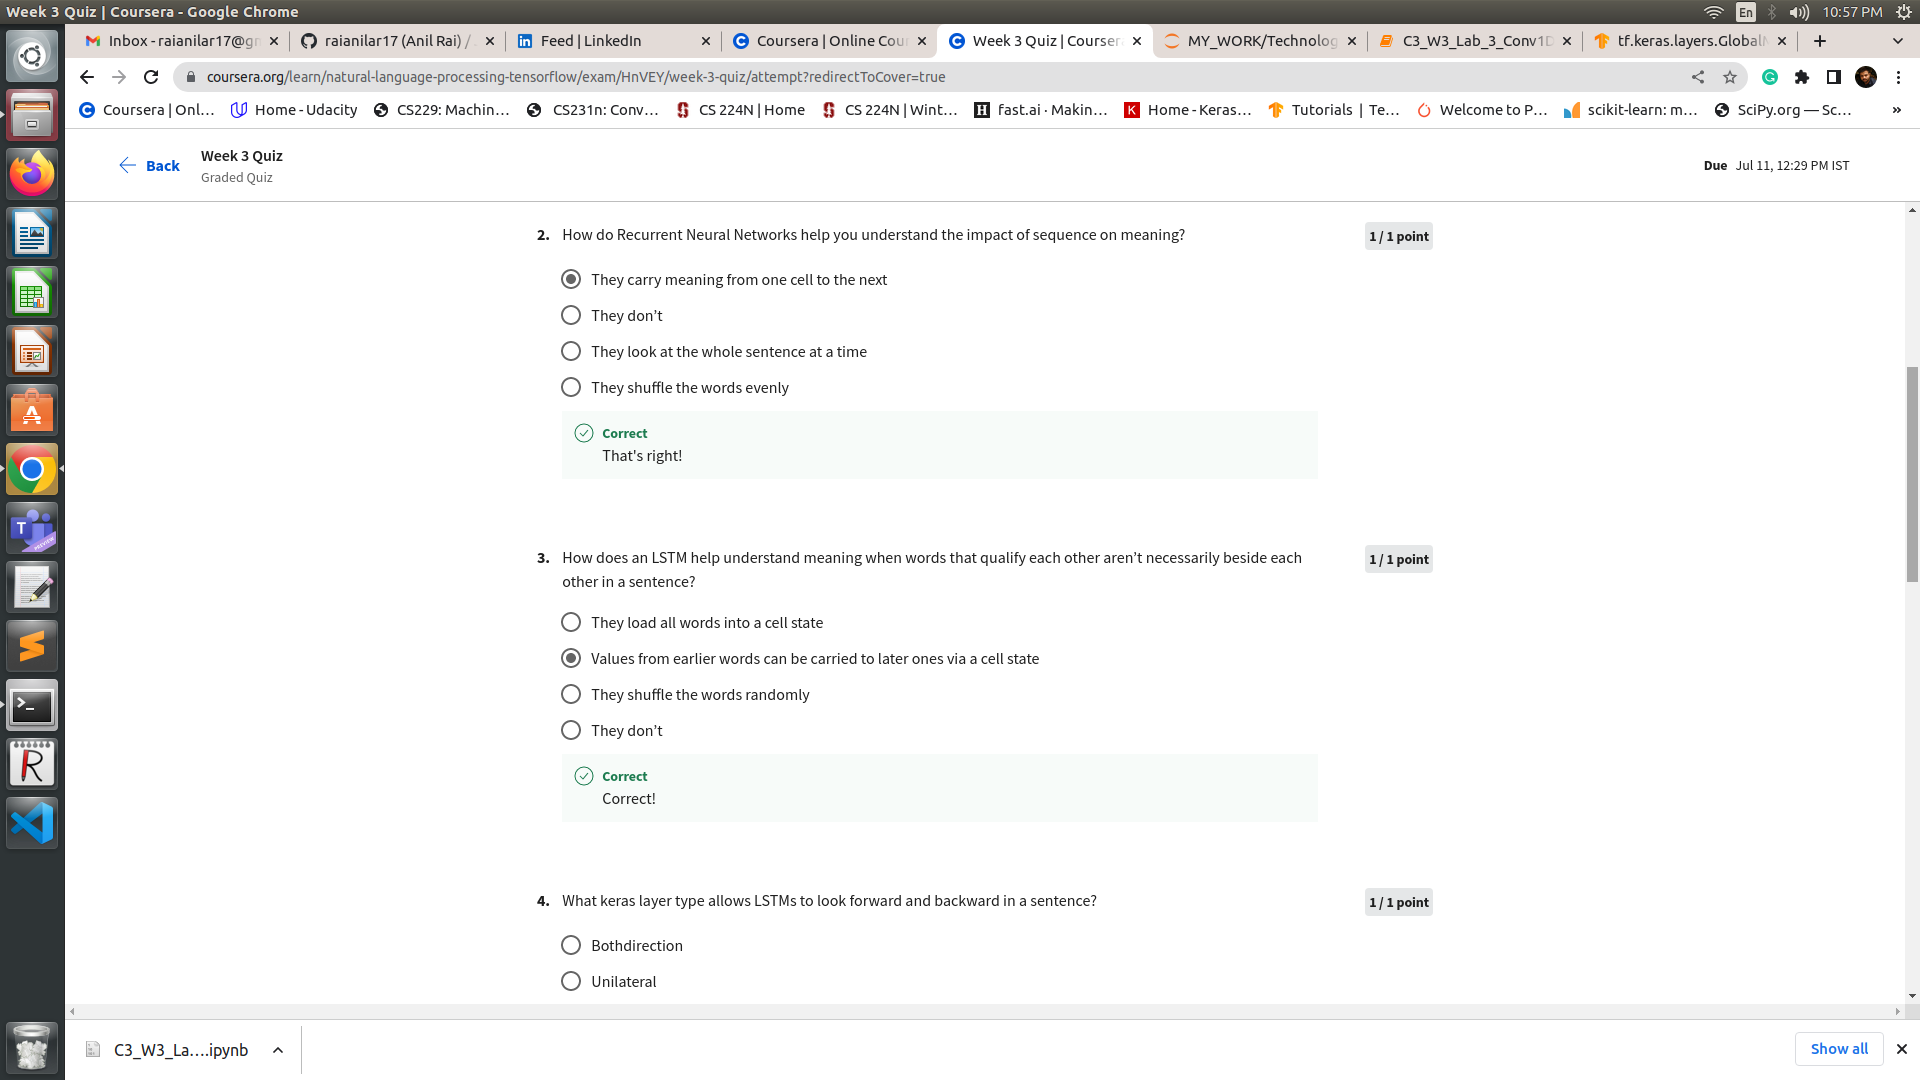 Week 3 Quiz | Coursera - Google Chrome
En
10:57 PM
Inbox - raianilar17@gm
raianilar17 (Anil Rai) /
Feed | LinkedIn
Coursera | Online Cou
Week 3 Quiz | Courser
MY_WORK/Technolog
C3_W3_Lab_3_Conv1D
tf.keras.layers.GlobalM
coursera.org/learn/natural-language-processing-tensorflow/exam/HnVEY/week-3-quiz/attempt?redirectToCover=true
Coursera | Onl...
Home - Udacity
CS229: Machin...
CS231n: Conv...
CS 224N | Home
CS 224N | Wint...
fast.ai · Makin...
Home - Keras...
Tutorials | Te...
Welcome to P...
scikit-learn: m...
SciPy.org — Sc...
»
Back
Week 3 Quiz
Graded Quiz
Due Jul 11, 12:29 PM IST
2. How do Recurrent Neural Networks help you understand the impact of sequence on meaning?
1 / 1 point
They carry meaning from one cell to the next
They don’t
They look at the whole sentence at a time
They shuffle the words evenly
Correct
That's right!
3. How does an LSTM help understand meaning when words that qualify each other aren’t necessarily beside each
other in a sentence?
1 / 1 point
They load all words into a cell state
Values from earlier words can be carried to later ones via a cell state
They shuffle the words randomly
They don’t
Correct
Correct!
4. What keras layer type allows LSTMs to look forward and backward in a sentence?
1 / 1 point
Bothdirection
Unilateral
C3_W3_La....ipynb
Show all